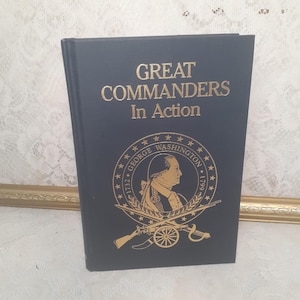 GREAT
COMMANDERS
In Action
GEORGE WASHINGTON
1732
1799